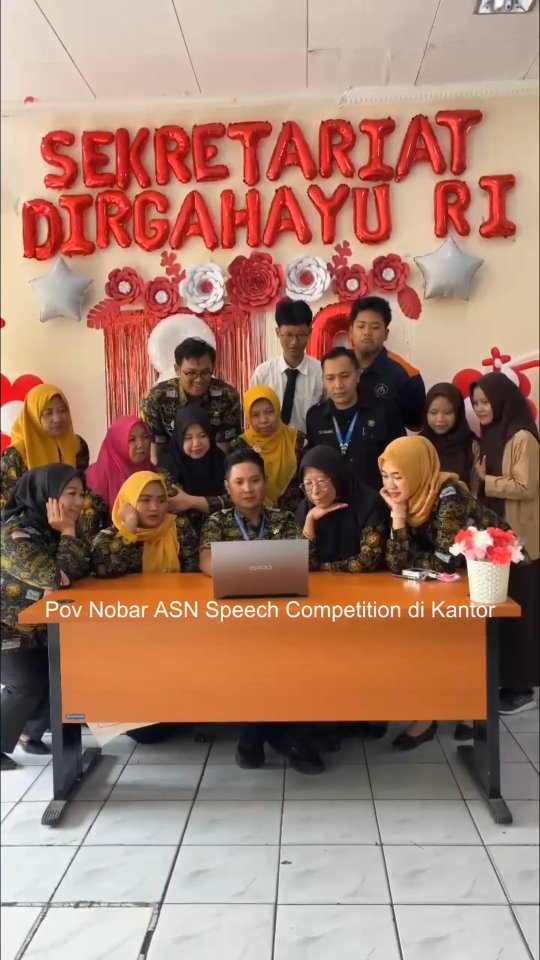 SEKRETARIAT
DIRGAHAYU RI
Pov Nobar ASN Speech Competition di Kantor